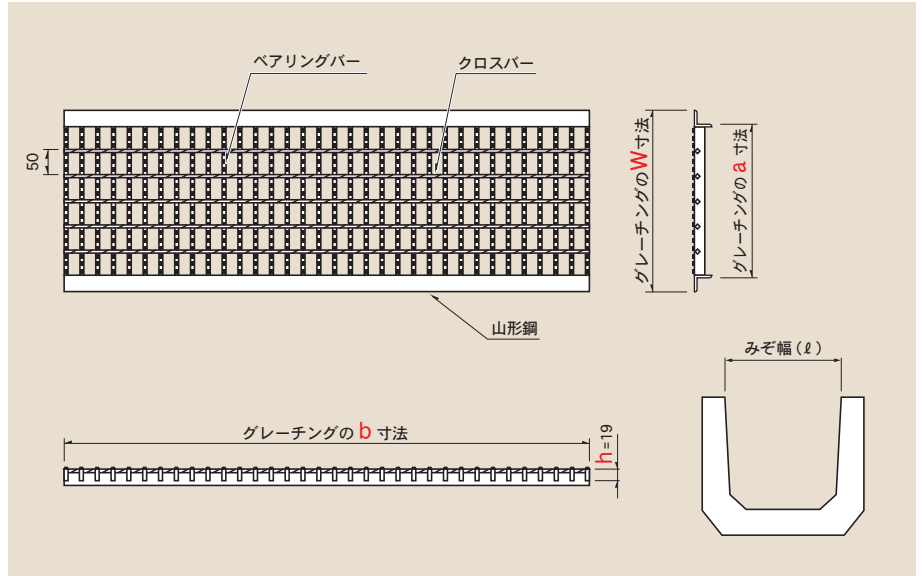 ベアリングバー
クロスバー
50
グレーチングのW寸法
グレーチングのa寸法
山形鋼
みぞ幅(ℓ)
グレーチングのb寸法
h=19